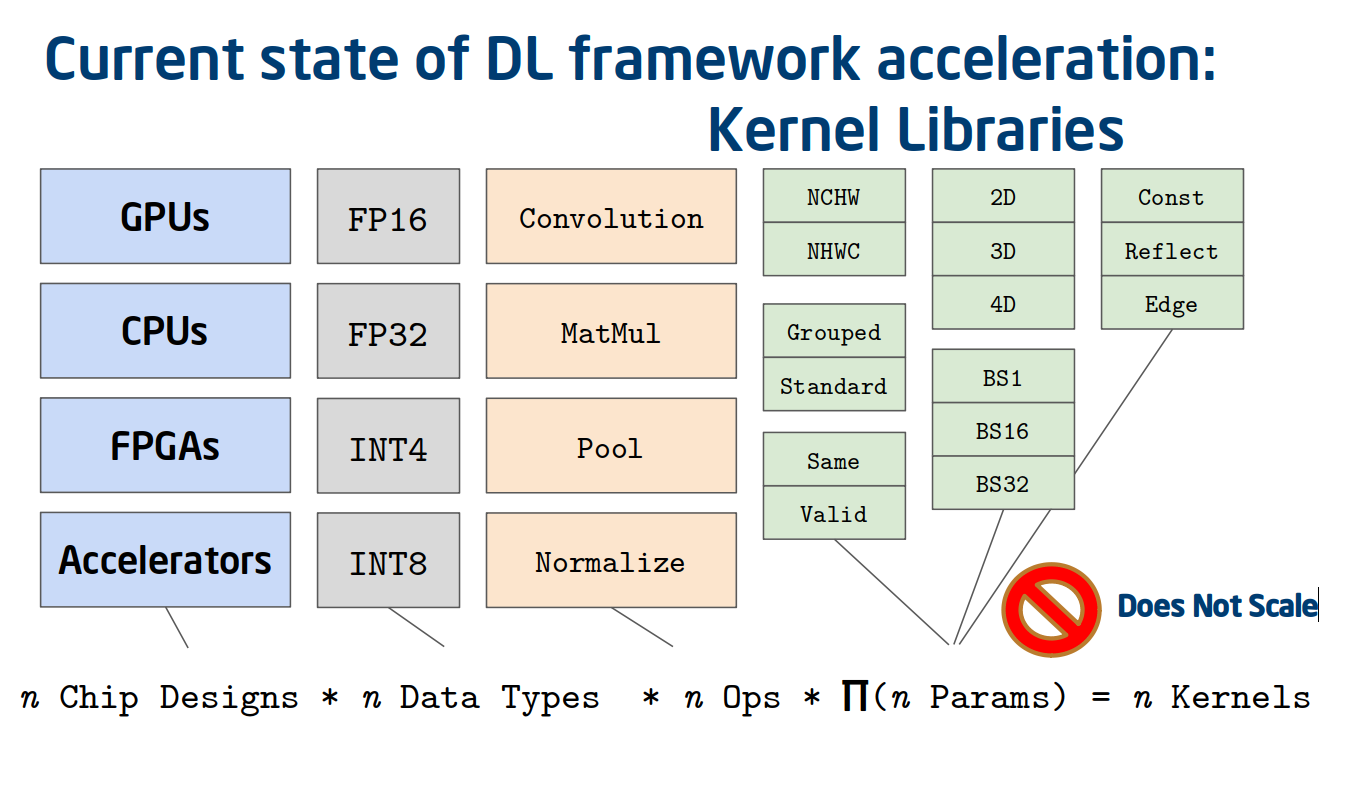 Current state of DL framework acceleration:
Kernel Libraries
GPUs
CPUs
FPGAs
Accelerators
FP16
FP32
INT4
INT8
Convolution
MatMul
Pool
Normalize
NCHW
NHWC
Grouped
Standard
Same
Valid
2D
3D
4D
BS1
BS16
BS32
Const
Reflect
Edge
Does Not Scale
n Chip Designs * n Data Types * n Ops * Π(n Params) = n Kernels